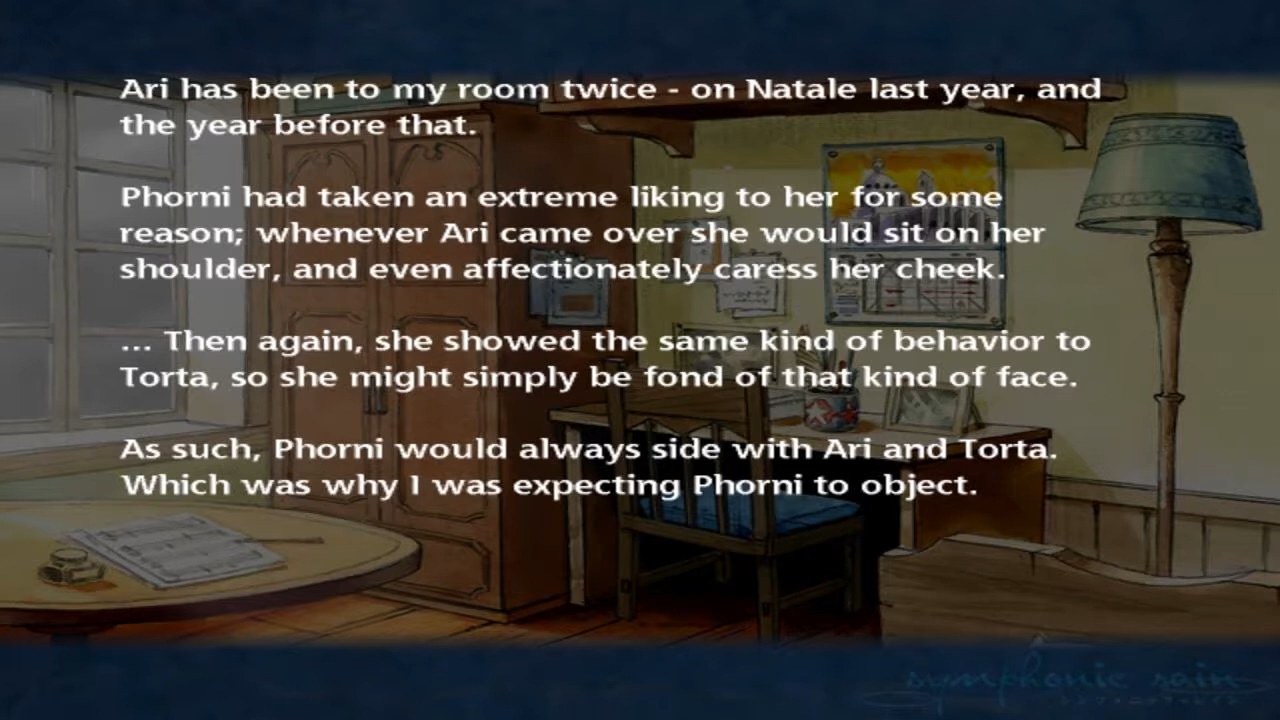 Ari has been to my room twice - on Natale last year, and
the year before that.
Phorni had taken an extreme liking to her for some
reason; whenever Ari came over she would sit on her
shoulder, and even affectionately caress her cheek.
... Then again, she showed the same kind of behavior to
Torta, so she might simply be fond of that kind of face.
As such, Phorni would always side with Ari and Torta.
Which was why I was expecting Phorni to object.
symphonic rain